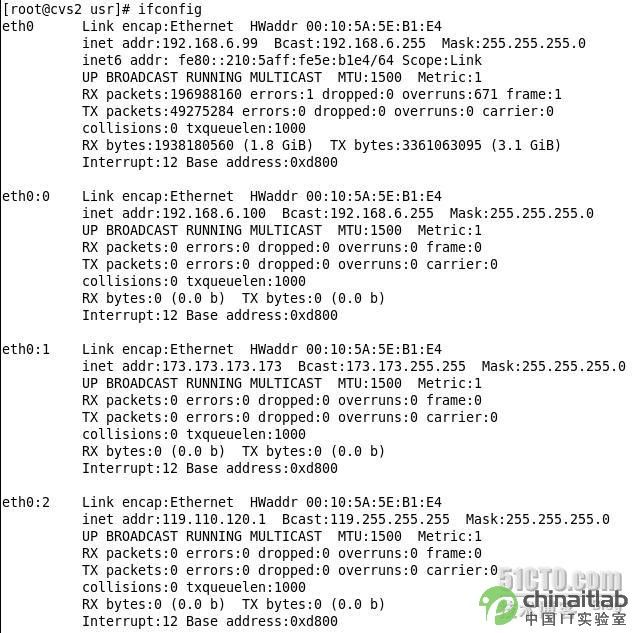 [root@cvs2 usr]# ifconfig
eth0      Link encap:Ethernet  HWaddr 00:10:5A:5E:B1:E4
          inet addr:192.168.6.99  Bcast:192.168.6.255  Mask:255.255.255.0
          inet6 addr: fe80::210:5aff:fe5e:b1e4/64 Scope:Link
          UP BROADCAST RUNNING MULTICAST  MTU:1500  Metric:1
          RX packets:196988160 errors:1 dropped:0 overruns:671 frame:1
          TX packets:49275284 errors:0 dropped:0 overruns:0 carrier:0
          collisions:0 txqueuelen:1000
          RX bytes:1938180560 (1.8 GiB)  TX bytes:3361063095 (3.1 GiB)
          Interrupt:12 Base address:0xd800
eth0:0    Link encap:Ethernet  HWaddr 00:10:5A:5E:B1:E4
          inet addr:192.168.6.100  Bcast:192.168.6.255  Mask:255.255.255.0
          UP BROADCAST RUNNING MULTICAST  MTU:1500  Metric:1
          RX packets:0 errors:0 dropped:0 overruns:0 frame:0
          TX packets:0 errors:0 dropped:0 overruns:0 carrier:0
          collisions:0 txqueuelen:1000
          RX bytes:0 (0.0 b)  TX bytes:0 (0.0 b)
          Interrupt:12 Base address:0xd800
eth0:1    Link encap:Ethernet  HWaddr 00:10:5A:5E:B1:E4
          inet addr:173.173.173.173  Bcast:173.173.255.255  Mask:255.255.255.0
          UP BROADCAST RUNNING MULTICAST  MTU:1500  Metric:1
          RX packets:0 errors:0 dropped:0 overruns:0 frame:0
          TX packets:0 errors:0 dropped:0 overruns:0 carrier:0
          collisions:0 txqueuelen:1000
          RX bytes:0 (0.0 b)  TX bytes:0 (0.0 b)
          Interrupt:12 Base address:0xd800
eth0:2    Link encap:Ethernet  HWaddr 00:10:5A:5E:B1:E4
          inet addr:119.110.120.1  Bcast:119.255.255.255  Mask:255.255.255.0
          UP BROADCAST RUNNING MULTICAST  MTU:1500  Metric:1
          RX packets:0 errors:0 dropped:0 overruns:0 frame:0
          TX packets:0 errors:0 dropped:0 overruns:0 carrier:0
          collisions:0 txqueuelen:1000
          RX bytes:0 (0.0 b)  TX bytes:0 (0.0 b)
          Interrupt:12 Base address:0xd800
51CTO.com
chinaitlab
中国IT实验室